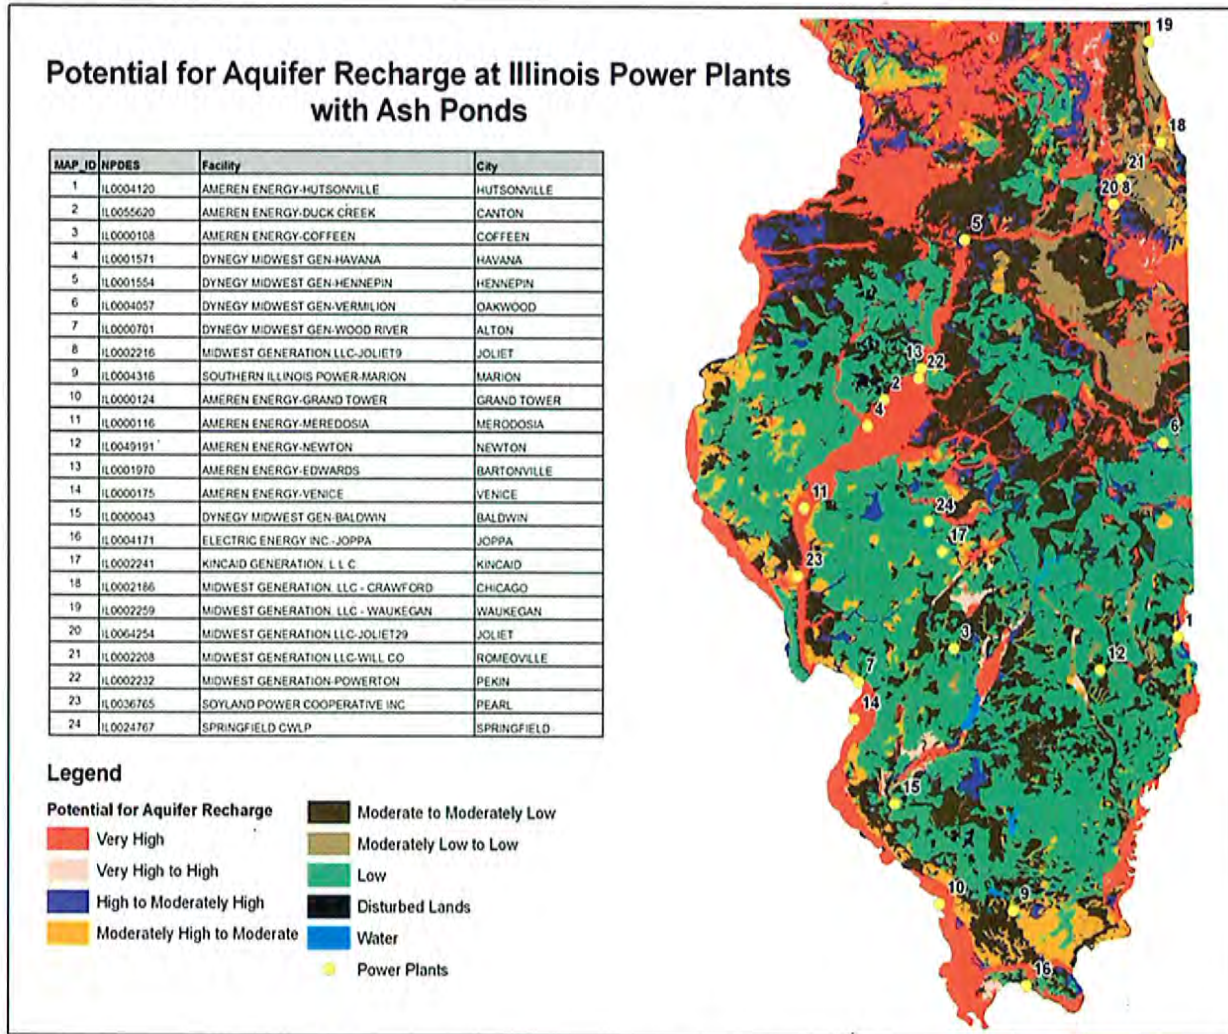 Potential for Aquifer Recharge at Illinois Power Plants
with Ash Ponds
MAP_ID NPDES Facility City
1 IL0004120 AMEREN ENERGY-HUTSONVILLE HUTSONVILLE
2 IL0055620 AMEREN ENERGY-DUCK CREEK CANTON
3 IL0000108 AMEREN ENERGY-COFFEEN COFFEEN
4 IL0001571 DYNEGY MIDWEST GEN-HAVANA HAVANA
5 IL0001554 DYNEGY MIDWEST GEN-HENNEPIN HENNEPIN
6 IL0004057 DYNEGY MIDWEST GEN-VERMILION OAKWOOD
7 IL0000701 DYNEGY MIDWEST GEN-WOOD RIVER ALTON
8 IL0002216 MIDWEST GENERATION LLC-JOLIET9 JOLIET
9 IL0004316 SOUTHERN ILLINOIS POWER-MARION MARION
10 IL0000124 AMEREN ENERGY-GRAND TOWER GRAND TOWER
11 IL0000116 AMEREN ENERGY-MEREDOSIA MERODOSIA
12 IL0049191 AMEREN ENERGY-NEWTON NEWTON
13 IL0001970 AMEREN ENERGY-EDWARDS BARTONVILLE
14 IL0000175 AMEREN ENERGY-VENICE VENICE
15 IL0000043 DYNEGY MIDWEST GEN-BALDWIN BALDWIN
16 IL0004171 ELECTRIC ENERGY INC-JOPPA JOPPA
17 IL0002241 KINCAID GENERATION, L L C KINCAID
18 IL0002186 MIDWEST GENERATION, LLC - CRAWFORD CHICAGO
19 IL0002259 MIDWEST GENERATION, LLC - WAUKEGAN WAUKEGAN
20 IL0064254 MIDWEST GENERATION LLC-JOLIET29 JOLIET
21 IL0002208 MIDWEST GENERATION LLC-WILL CO ROMEOVILLE
22 IL0002232 MIDWEST GENERATION-POWERTON PEKIN
23 IL0036765 SOYLAND POWER COOPERATIVE INC PEARL
24 IL0024767 SPRINGFIELD CWLP SPRINGFIELD
Legend
Potential for Aquifer Recharge
Very High
Very High to High
High to Moderately High
Moderately High to Moderate
Moderate to Moderately Low
Moderately Low to Low
Low
Disturbed Lands
Water
Power Plants
19
18
21
20 8
5
13
22
2
4
6
11
24
17
23
3
1
12
7
14
15
10
9
16